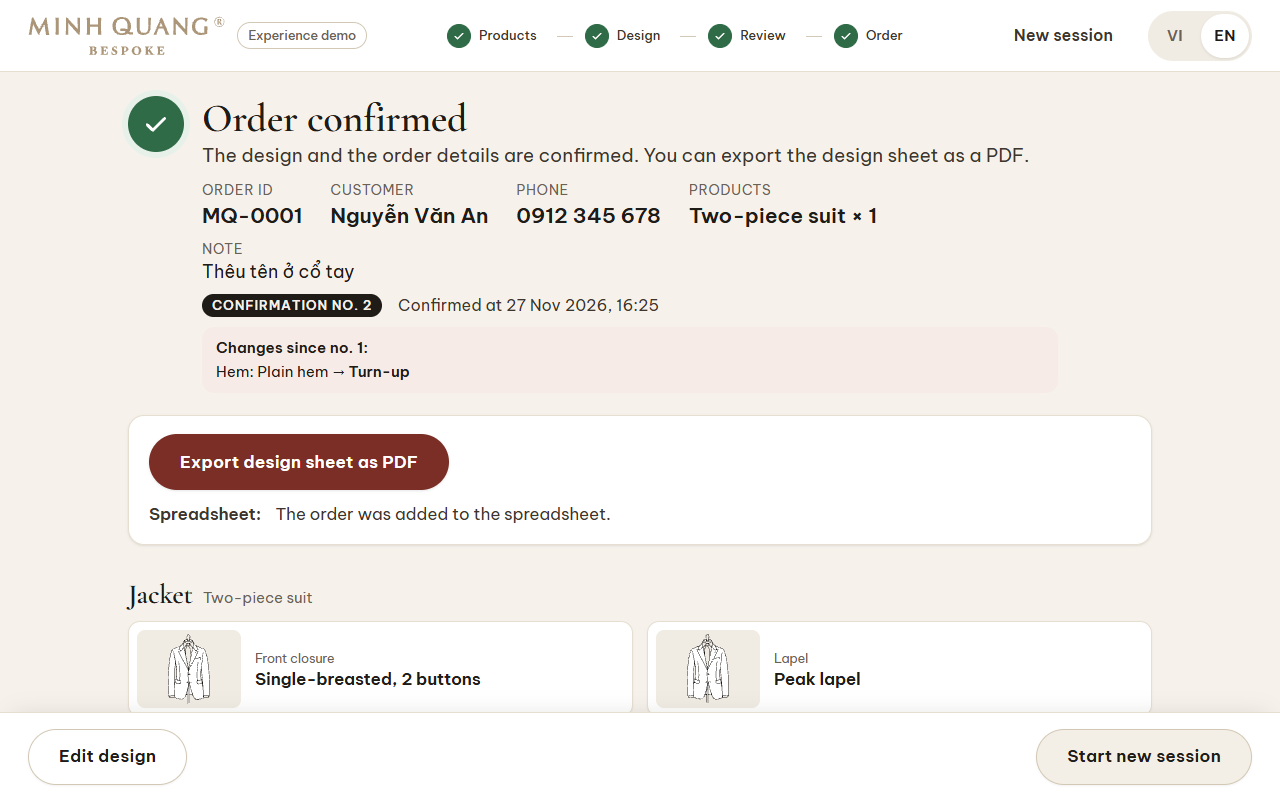 MINH QUANG®
BESPOKE
Experience demo
Products
Design
Review
Order
New session
VI
EN
Order confirmed
The design and the order details are confirmed. You can export the design sheet as a PDF.
ORDER ID
MQ-0001
CUSTOMER
Nguyễn Văn An
PHONE
0912 345 678
PRODUCTS
Two-piece suit × 1
NOTE
Thêu tên ở cổ tay
CONFIRMATION NO. 2
Confirmed at 27 Nov 2026, 16:25
Changes since no. 1:
Hem: Plain hem → Turn-up
Export design sheet as PDF
Spreadsheet: The order was added to the spreadsheet.
Jacket Two-piece suit
Front closure
Single-breasted, 2 buttons
Lapel
Peak lapel
Edit design
Start new session